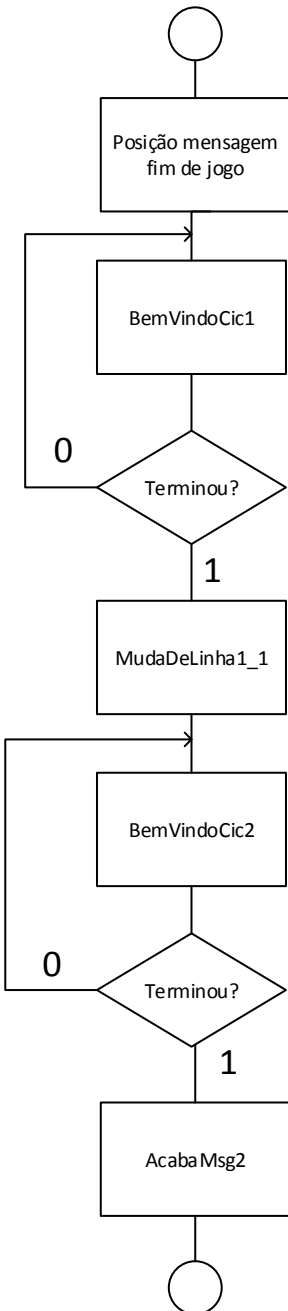 Posição mensagem
fim de jogo
BemVindoCic1
0
Terminou?
1
MudaDeLinha1_1
BemVindoCic2
0
Terminou?
1
AcabaMsg2